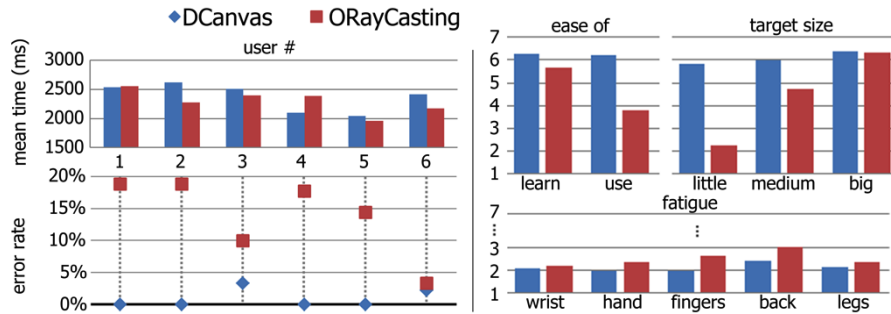 DCanvas ORayCasting
user #
mean time (ms)
3000
2500
2000
1500
1 2 3 4 5 6
error rate
20%
15%
10%
5%
0%
ease of target size
7
6
5
4
3
2
1
learn use little medium big
fatigue
7
⋮ ⋮
3
2
1
wrist hand fingers back legs